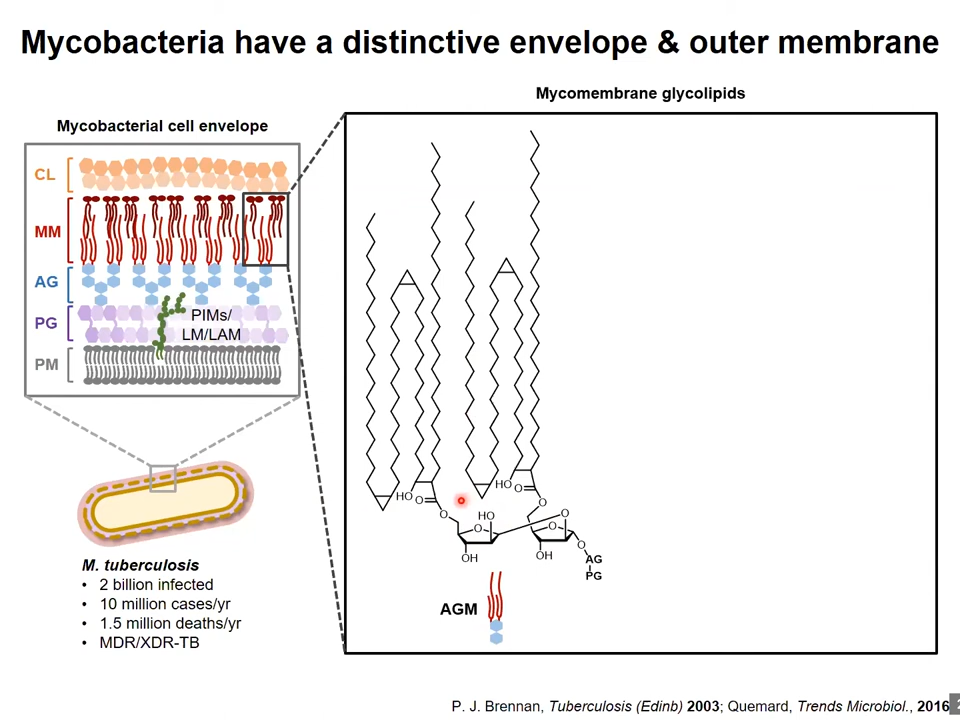 Mycobacteria have a distinctive envelope & outer membrane
Mycomembrane glycolipids
Mycobacterial cell envelope
CL
MM
AG
PG
PM
PIMs/
LM/LAM
HO
O
O
HO
O
O
HO
O
OH
O
O
OH
O
AG
PG
AGM
M. tuberculosis
• 2 billion infected
• 10 million cases/yr
• 1.5 million deaths/yr
• MDR/XDR-TB
P. J. Brennan, Tuberculosis (Edinb) 2003; Quemard, Trends Microbiol., 2016